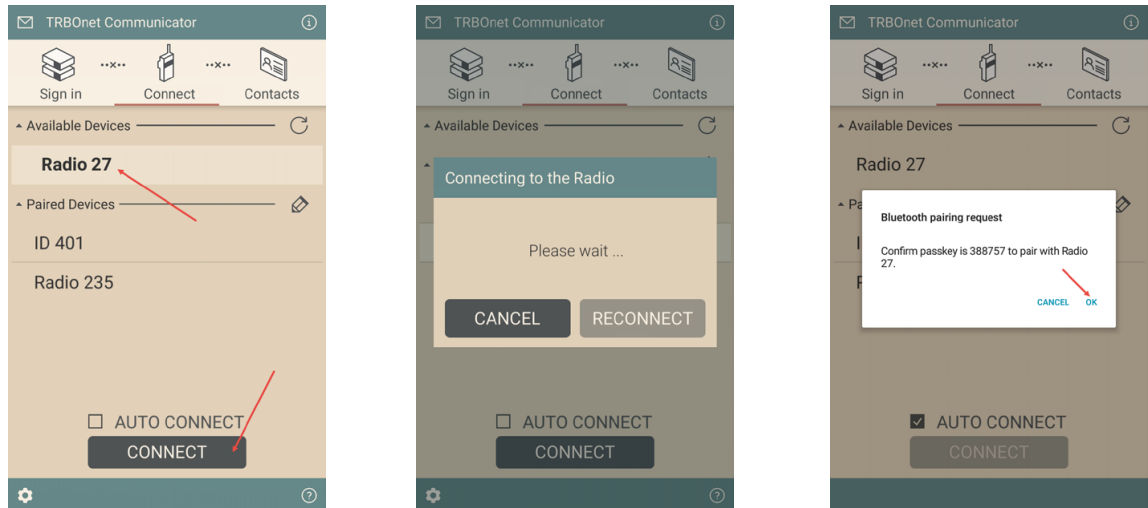 TRBOnet Communicator
Sign in Connect Contacts
Available Devices
Radio 27
Paired Devices
ID 401
Radio 235
AUTO CONNECT
CONNECT
TRBOnet Communicator
Sign in Connect Contacts
Available Devices
Connecting to the Radio
Please wait ...
CANCEL RECONNECT
AUTO CONNECT
CONNECT
TRBOnet Communicator
Sign in Connect Contacts
Available Devices
Radio 27
Pa
Bluetooth pairing request
Confirm passkey is 388757 to pair with Radio
27.
CANCEL OK
AUTO CONNECT
CONNECT